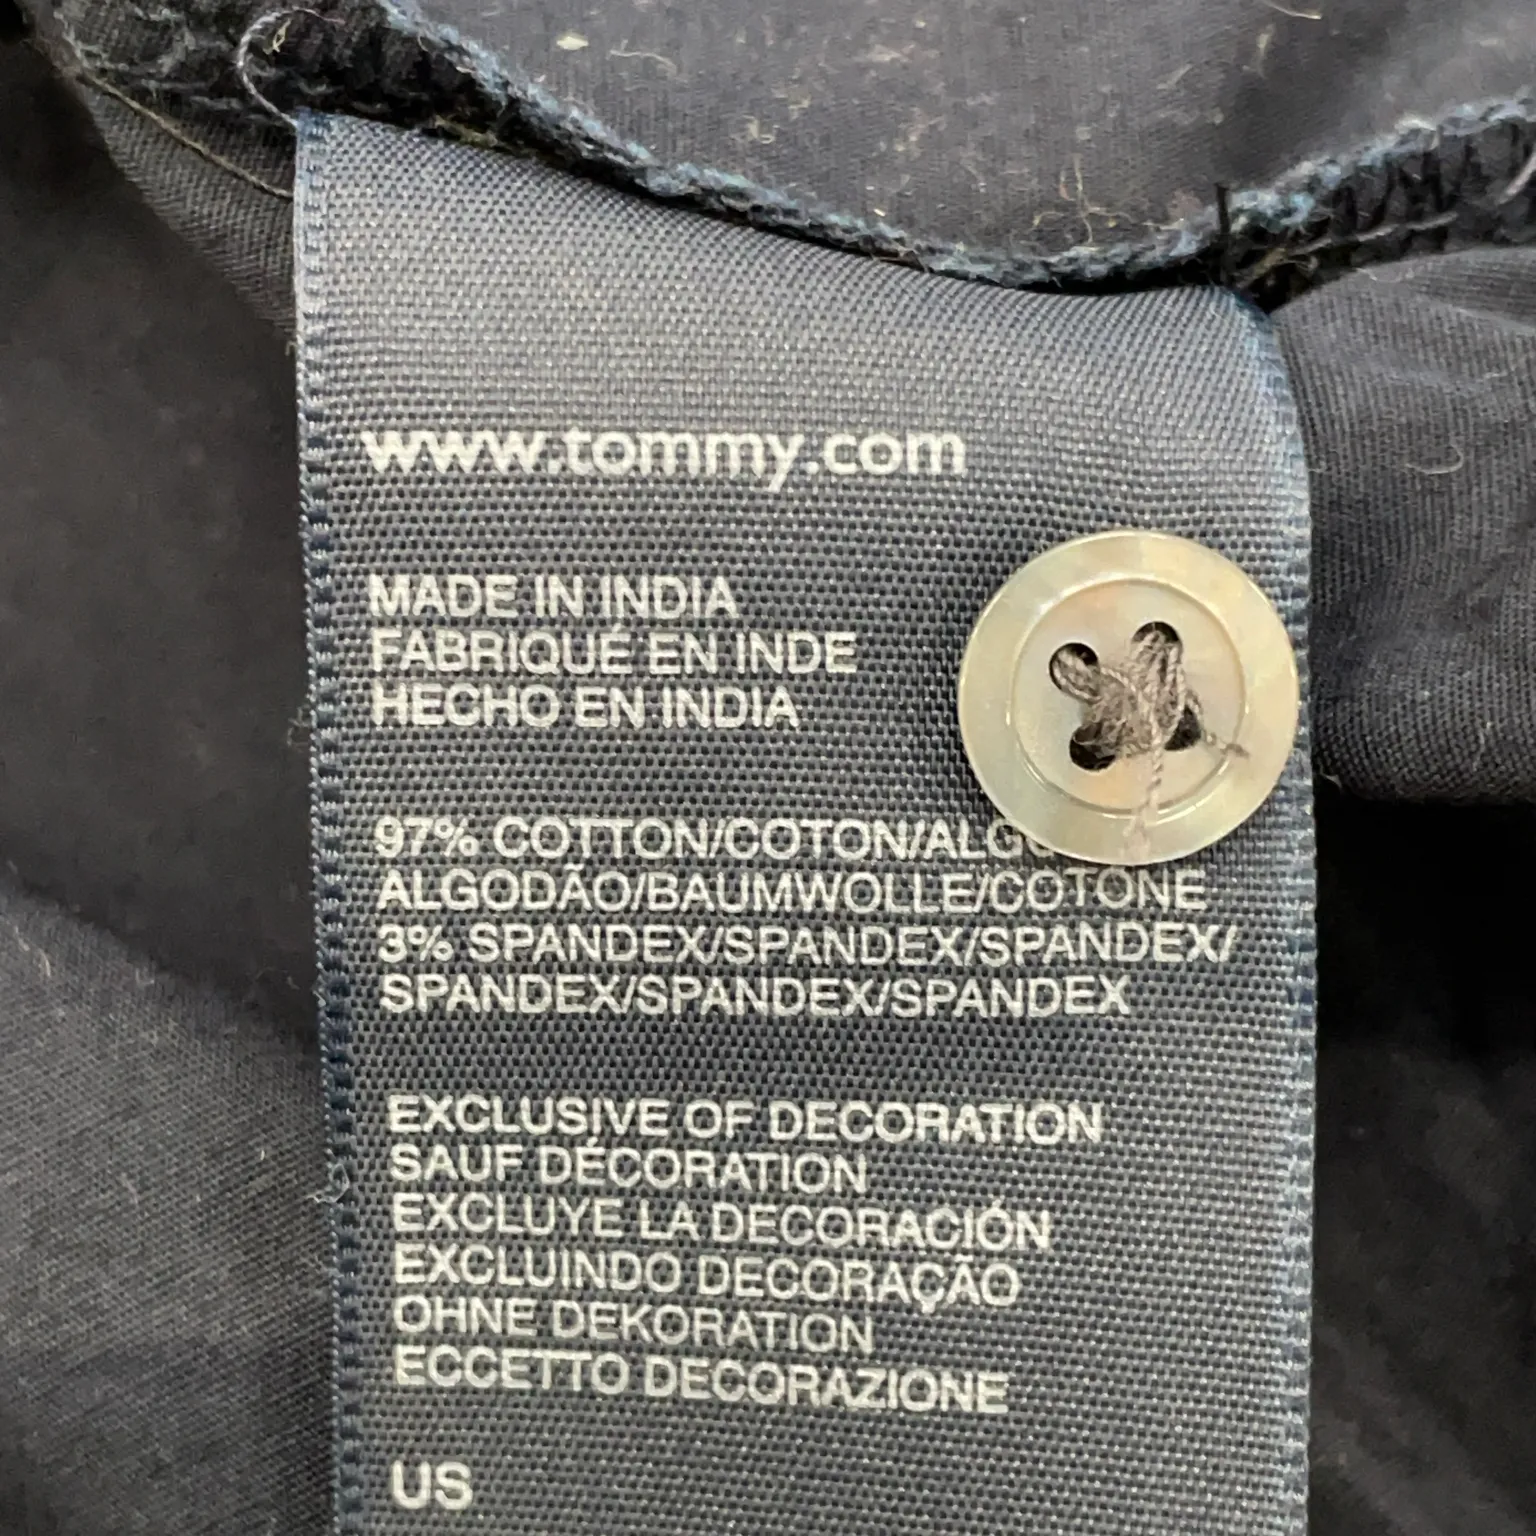 www.tommy.com
MADE IN INDIA
FABRIQUÉ EN INDE
HECHO EN INDIA
97% COTTON/COTON/
ALGODÃO/BAUMWOLLE/COTONE
3% SPANDEX/SPANDEX/SPANDEX/
SPANDEX/SPANDEX/SPANDEX
EXCLUSIVE OF DECORATION
SAUF DÉCORATION
EXCLUYE LA DECORACIÓN
EXCLUINDO DECORAÇÃO
OHNE DEKORATION
ECCETTO DECORAZIONE
US